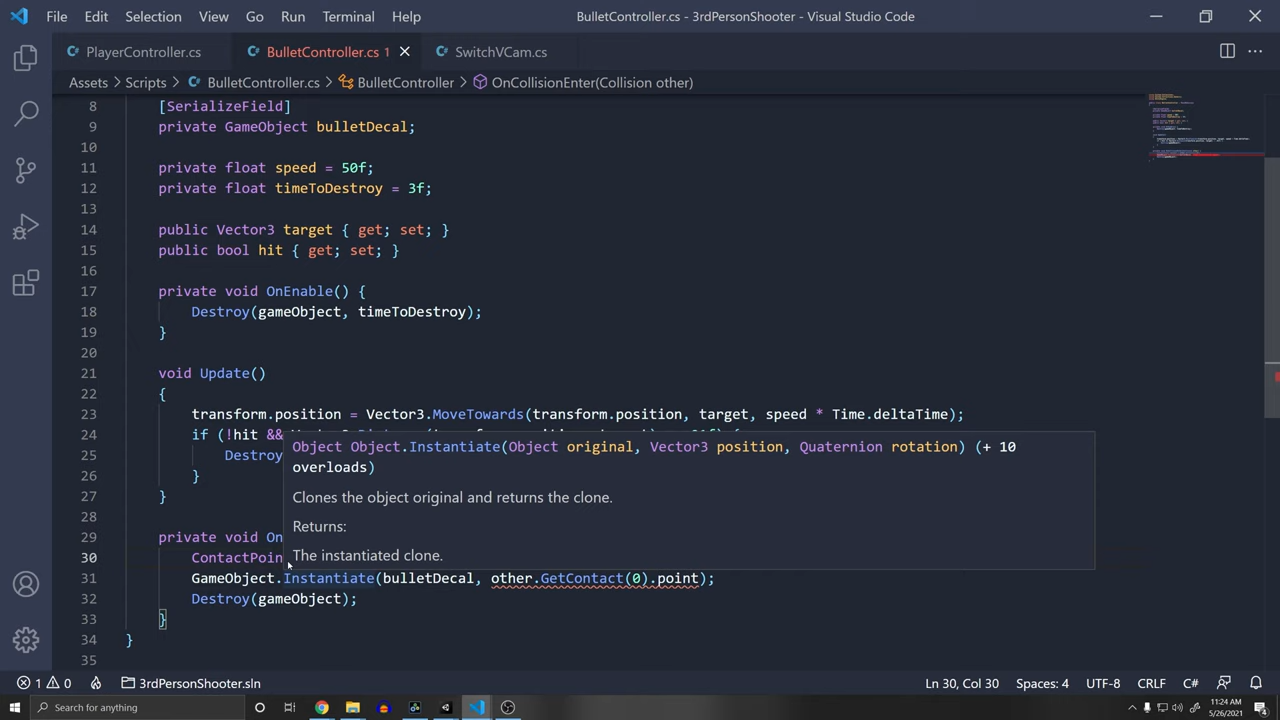 File Edit Selection View Go Run Terminal Help BulletController.cs - 3rdPersonShooter - Visual Studio Code
PlayerController.cs BulletController.cs 1 SwitchVCam.cs
Assets > Scripts > BulletController.cs > BulletController > OnCollisionEnter(Collision other)
8 [SerializeField]
9 private GameObject bulletDecal;
10
11 private float speed = 50f;
12 private float timeToDestroy = 3f;
13
14 public Vector3 target { get; set; }
15 public bool hit { get; set; }
16
17 private void OnEnable() {
18 Destroy(gameObject, timeToDestroy);
19 }
20
21 void Update()
22 {
23 transform.position = Vector3.MoveTowards(transform.position, target, speed * Time.deltaTime);
24 if (!hit &&
Object Object.Instantiate(Object original, Vector3 position, Quaternion rotation) (+ 10
overloads)
25 Destroy
26 }
27 }
Clones the object original and returns the clone.
28
Returns:
29 private void On
The instantiated clone.
30 ContactPoin
31 GameObject.Instantiate(bulletDecal, other.GetContact(0).point);
32 Destroy(gameObject);
33 }
34 }
35
1 0 3rdPersonShooter.sln Ln 30, Col 30 Spaces: 4 UTF-8 CRLF C#
Type here to search 11:24 AM
5/26/2021